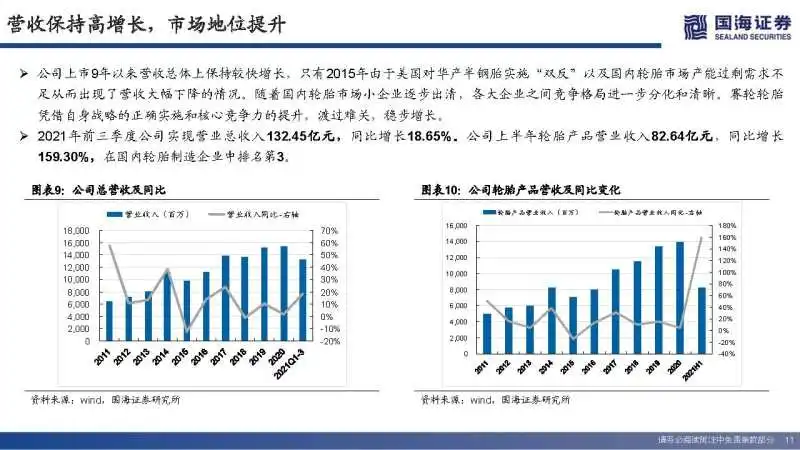 营收保持高增长，市场地位提升
国海证券
SEALAND SECURITIES
➢ 公司上市9年以来营收总体上保持较快增长，只有2015年由于美国对华产半钢胎实施“双反”以及国内轮胎市场产能过剩需求不
足从而出现了营收大幅下降的情况。随着国内轮胎市场小企业逐步出清，各大企业之间竞争格局进一步分化和清晰。赛轮轮胎
凭借自身战略的正确实施和核心竞争力的提升，渡过难关，稳步增长。
➢ 2021年前三季度公司实现营业总收入132.45亿元，同比增长18.65%。公司上半年轮胎产品营业收入82.64亿元，同比增长
159.30%，在国内轮胎制造企业中排名第3。
图表9：公司总营收及同比
营业收入（百万） 营业收入同比-右轴
18,000 70%
16,000 60%
14,000 50%
12,000 40%
10,000 30%
8,000 20%
6,000 10%
4,000 0%
2,000 -10%
0 -20%
2011 2012 2013 2014 2015 2016 2017 2018 2019 2020 2021Q1-3
资料来源：wind，国海证券研究所
图表10：公司轮胎产品营收及同比变化
轮胎产品营业收入（百万） 轮胎产品营业收入同比-右轴
16,000 180%
14,000 160%
12,000 140%
10,000 120%
8,000 100%
6,000 80%
4,000 60%
2,000 40%
0 20%
0%
-20%
-40%
2011 2012 2013 2014 2015 2016 2017 2018 2019 2020 2021H1
资料来源：wind，国海证券研究所
请务必阅读附注中免责条款部分 11